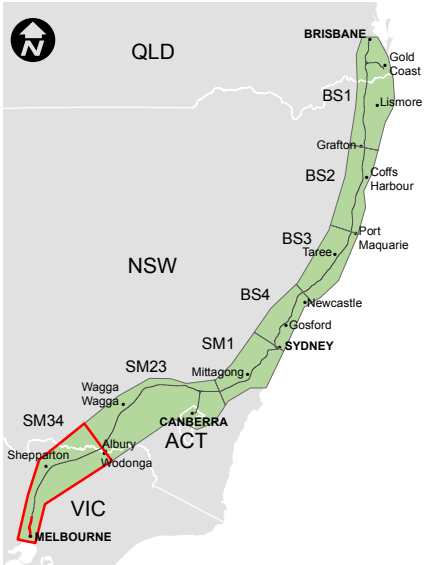 N
BRISBANE
QLD
Gold
Coast
BS1
Lismore
Grafton
BS2
Coffs
Harbour
Port
Maquarie
BS3
Taree
NSW
BS4
Newcastle
Gosford
SM1
SYDNEY
SM23
Mittagong
Wagga
Wagga
SM34
CANBERRA
ACT
Albury
Shepparton
Wodonga
VIC
MELBOURNE